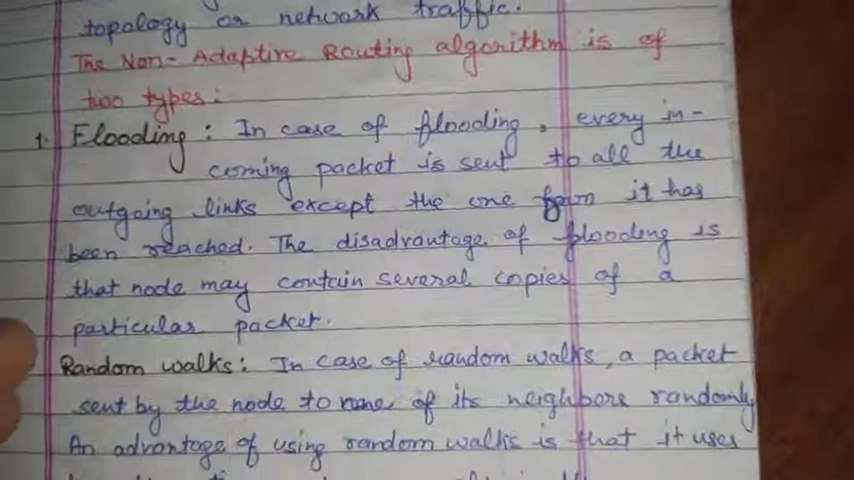 topology or network traffic.
The Non-Adaptive Routing algorithm is of
two types:
1. Flooding: In case of flooding, every in-
coming packet is sent to all the
outgoing links except the one from it has
been reached. The disadvantage of flooding is
that node may contain several copies of a
particular packet.
Random walks: In case of random walks, a packet
sent by the node to one of its neighbors randomly
An advantage of using random walks is that it uses